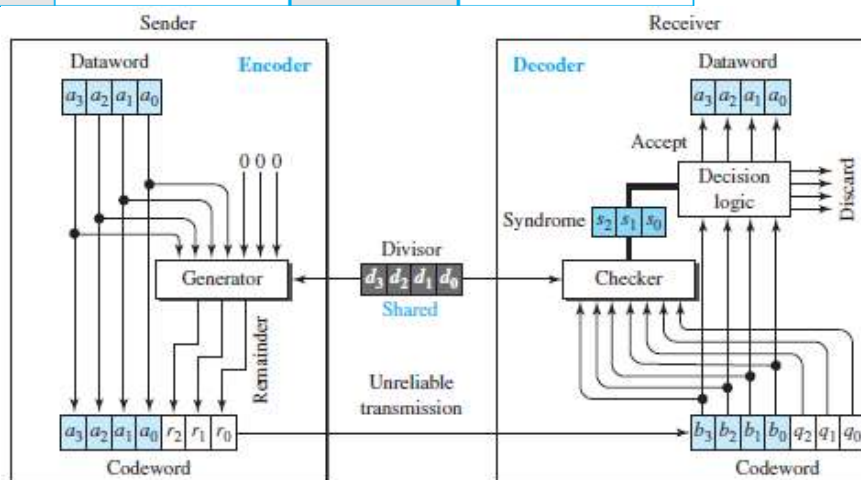 Sender
Receiver
Dataword
Encoder
Decoder
Dataword
a3 a2 a1 a0
a3 a2 a1 a0
0 0 0
Accept
Decision
logic
Discard
Syndrome s2 s1 s0
Divisor
Generator
d3 d2 d1 d0
Checker
Shared
Remainder
Unreliable
transmission
a3 a2 a1 a0 r2 r1 r0
b3 b2 b1 b0 q2 q1 q0
Codeword
Codeword